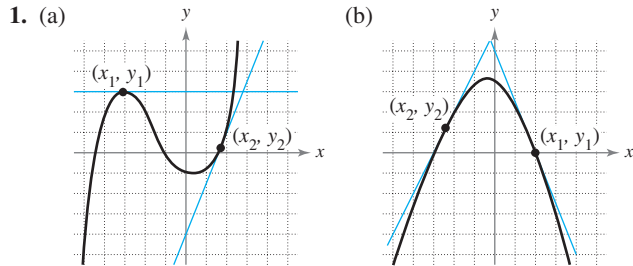 1. (a)
y
(x₁, y₁)
(x₂, y₂)
x
(b)
y
(x₂, y₂)
(x₁, y₁)
x